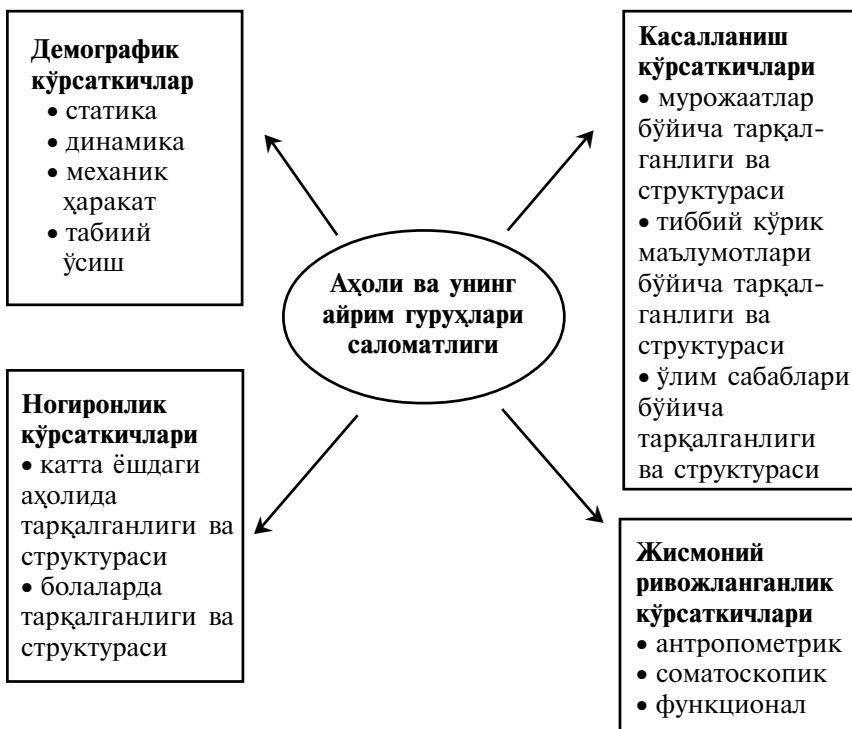 Демографик
кўрсаткичлар
• статика
• динамика
• механик
ҳаракат
• табиий
ўсиш
Касалланиш
кўрсаткичлари
• мурожаатлар
бўйича тарқал-
ганлиги ва
структураси
• тиббий кўрик
маълумотлари
бўйича тарқал-
ганлиги ва
структураси
• ўлим сабаблари
бўйича
тарқалганлиги
ва структураси
Аҳоли ва унинг
айрим гуруҳлари
саломатлиги
Ногиронлик
кўрсаткичлари
• катта ёшдаги
аҳолида
тарқалганлиги ва
структураси
• болаларда
тарқалганлиги ва
структураси
Жисмоний
ривожланганлик
кўрсаткичлари
• антропометрик
• соматоскопик
• функционал